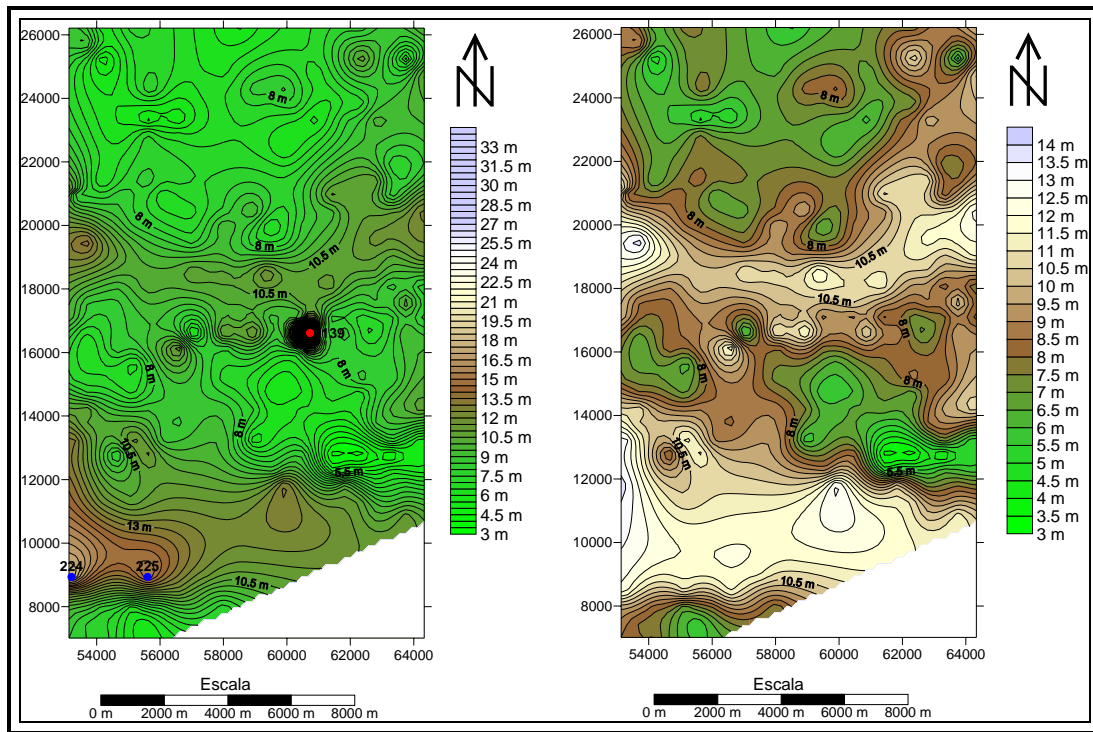 26000
24000
22000
20000
18000
16000
14000
12000
10000
8000
54000 56000 58000 60000 62000 64000
8 m
8 m
8 m
10.5 m
10.5 m
139
8 m
8 m
8 m
10.5 m
5.5 m
13 m
224
225
10.5 m
N
33 m
31.5 m
30 m
28.5 m
27 m
25.5 m
24 m
22.5 m
21 m
19.5 m
18 m
16.5 m
15 m
13.5 m
12 m
10.5 m
9 m
7.5 m
6 m
4.5 m
3 m
Escala
0 m 2000 m 4000 m 6000 m 8000 m
26000
24000
22000
20000
18000
16000
14000
12000
10000
8000
54000 56000 58000 60000 62000 64000
8 m
8 m
8 m
10.5 m
10.5 m
8 m
8 m
8 m
8 m
10.5 m
5.5 m
10.5 m
N
14 m
13.5 m
13 m
12.5 m
12 m
11.5 m
11 m
10.5 m
10 m
9.5 m
9 m
8.5 m
8 m
7.5 m
7 m
6.5 m
6 m
5.5 m
5 m
4.5 m
4 m
3.5 m
3 m
Escala
0 m 2000 m 4000 m 6000 m 8000 m